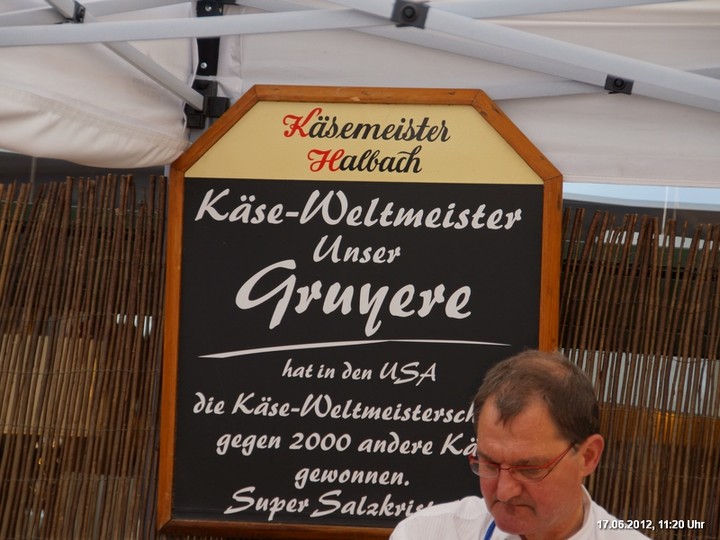 Käsemeister
Halbach
Käse-Weltmeister
Unser
Gruyere
hat in den USA
die Käse-Weltmeistersch
gegen 2000 andere Kä
gewonnen.
Super Salzkris
17.06.2012, 11:20 Uhr